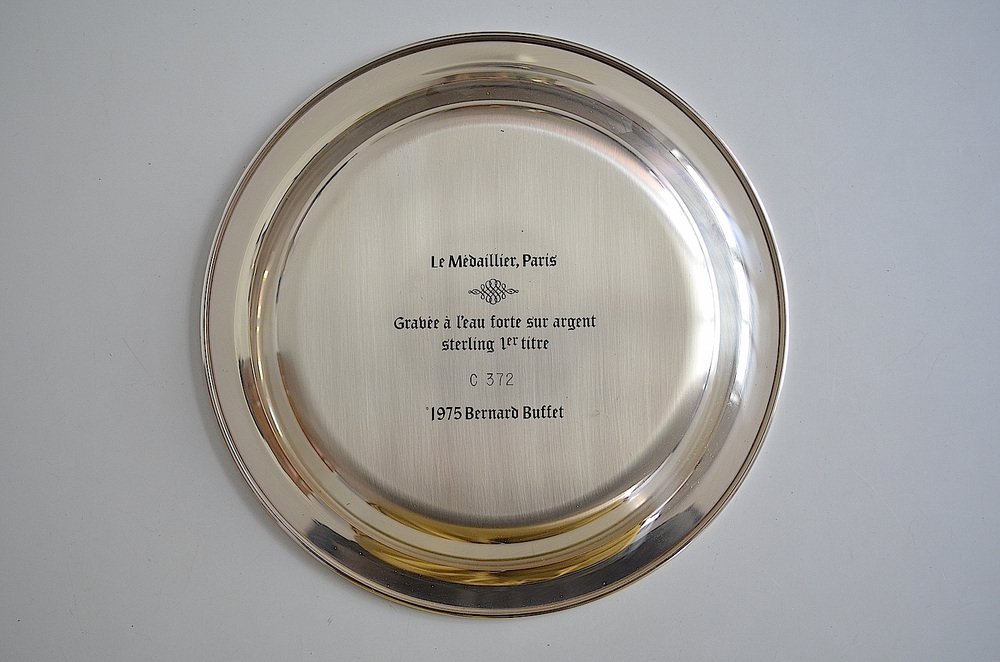 Le Médaillier, Paris
Gravée à l'eau forte sur argent
sterling 1er titre
C 372
1975 Bernard Buffet